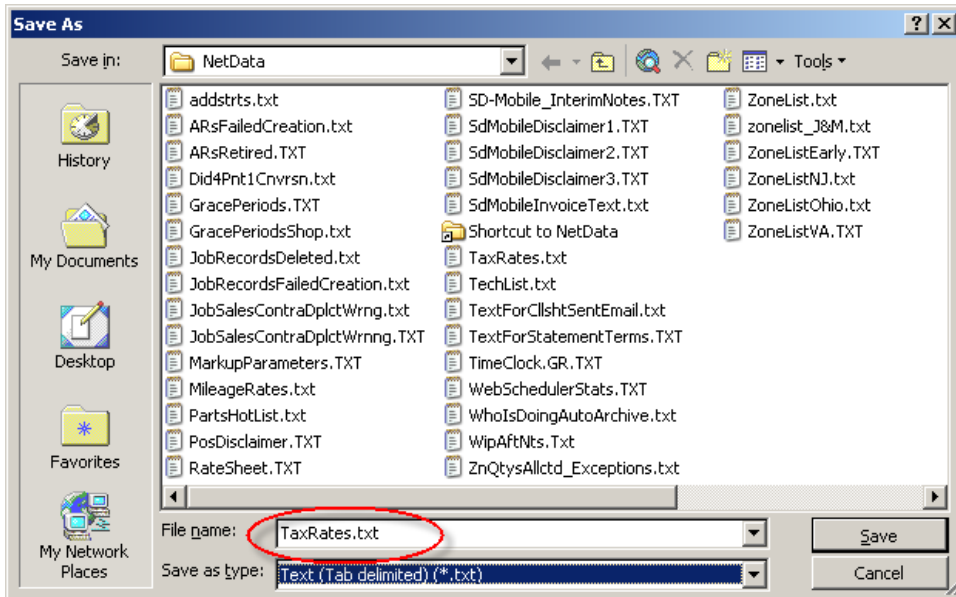 Save As
Save in:
NetData
Tools
History
My Documents
Desktop
Favorites
My Network
Places
addstrts.txt
ARsFailedCreation.txt
ARsRetired.TXT
Did4Pnt1Cnvrsn.txt
GracePeriods.TXT
GracePeriodsShop.txt
JobRecordsDeleted.txt
JobRecordsFailedCreation.txt
JobSalesContraDplctWrng.txt
JobSalesContraDplctWrnng.TXT
MarkupParameters.TXT
MileageRates.txt
PartsHotList.txt
PosDisclaimer.TXT
RateSheet.TXT
SD-Mobile_InterimNotes.TXT
SdMobileDisclaimer1.TXT
SdMobileDisclaimer2.TXT
SdMobileDisclaimer3.TXT
SdMobileInvoiceText.txt
Shortcut to NetData
TaxRates.txt
TechList.txt
TextForCllshtSentEmail.txt
TextForStatementTerms.TXT
TimeClock.GR.TXT
WebSchedulerStats.TXT
WhoIsDoingAutoArchive.txt
WipAftNts.Txt
ZnQtysAllctd_Exceptions.txt
ZoneList.txt
zonelist_J&M.txt
ZoneListEarly.TXT
ZoneListNJ.txt
ZoneListOhio.txt
ZoneListVA.TXT
File name:
TaxRates.txt
Save
Save as type:
Text (Tab delimited) (*.txt)
Cancel